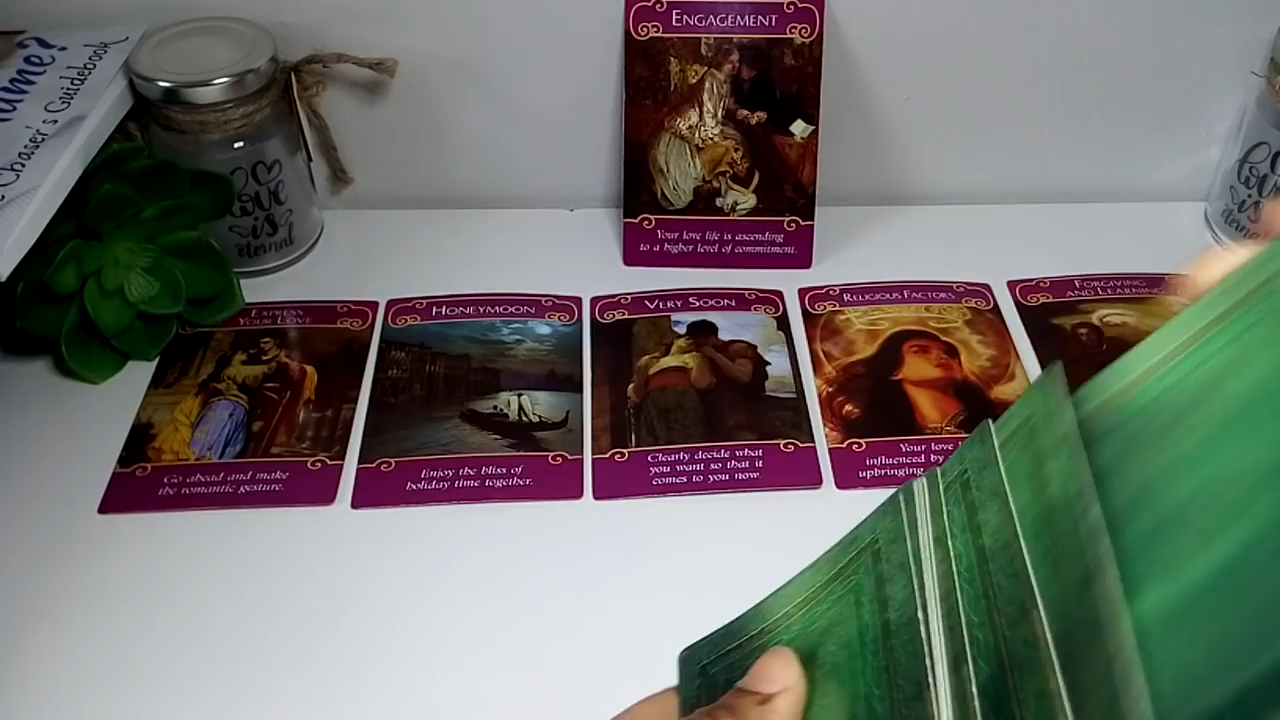 ame?
Chaser's Guidebook
love
is
eternal
ENGAGEMENT
Your love life is ascending
to a higher level of commitment.
love
EXPRESS
YOUR LOVE
Go ahead and make
the romantic gesture.
HONEYMOON
Enjoy the bliss of
holiday time together.
VERY SOON
Clearly decide what
you want so that it
comes to you now.
RELIGIOUS FACTORS
Your love
influenced by
upbringing
FORGIVING
AND LEARNING